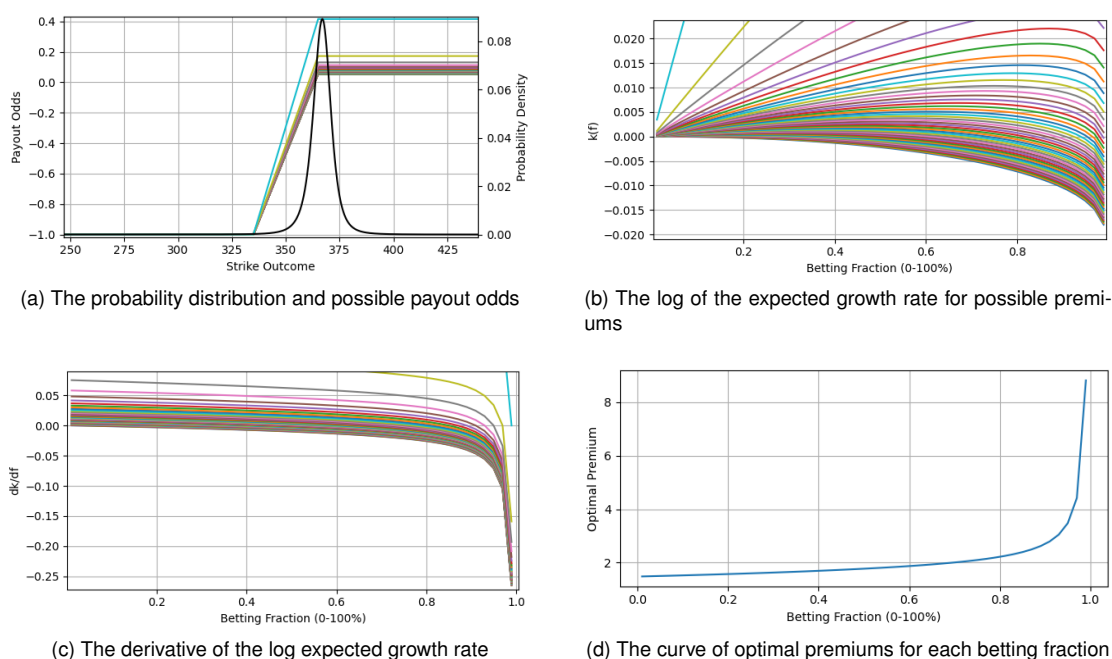 0.4
0.2
0.0
−0.2
−0.4
−0.6
−0.8
−1.0
Payout Odds
0.08
0.06
0.04
0.02
0.00
Probability Density
250 275 300 325 350 375 400 425
Strike Outcome
(a) The probability distribution and possible payout odds
0.020
0.015
0.010
0.005
0.000
−0.005
−0.010
−0.015
−0.020
k(f)
0.2 0.4 0.6 0.8
Betting Fraction (0-100%)
(b) The log of the expected growth rate for possible premi-
ums
0.05
0.00
−0.05
−0.10
−0.15
−0.20
−0.25
dk/df
0.2 0.4 0.6 0.8 1.0
Betting Fraction (0-100%)
(c) The derivative of the log expected growth rate
8
6
4
2
Optimal Premium
0.0 0.2 0.4 0.6 0.8 1.0
Betting Fraction (0-100%)
(d) The curve of optimal premiums for each betting fraction